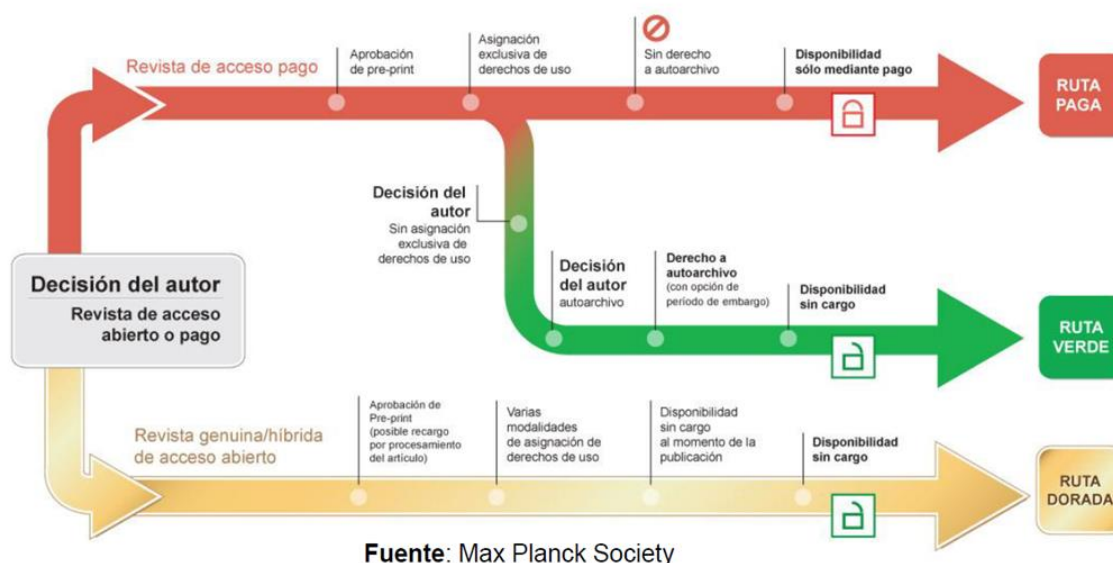 Revista de acceso pago
Aprobación
de pre-print
Asignación
exclusiva de
derechos de uso
Sin derecho
a autoarchivo
Disponibilidad
sólo mediante pago
RUTA
PAGA
Decisión del autor
Revista de acceso
abierto o pago
Decisión del
autor
Sin asignación
exclusiva de
derechos de uso
Decisión
del autor
autoarchivo
Derecho a
autoarchivo
(con opción de
período de embargo)
Disponibilidad
sin cargo
RUTA
VERDE
Revista genuina/híbrida
de acceso abierto
Aprobación de
Pre-print
(posible recargo
por procesamiento
del artículo)
Varias
modalidades
de asignación de
derechos de uso
Disponibilidad
sin cargo
al momento de la
publicación
Disponibilidad
sin cargo
RUTA
DORADA
Fuente: Max Planck Society